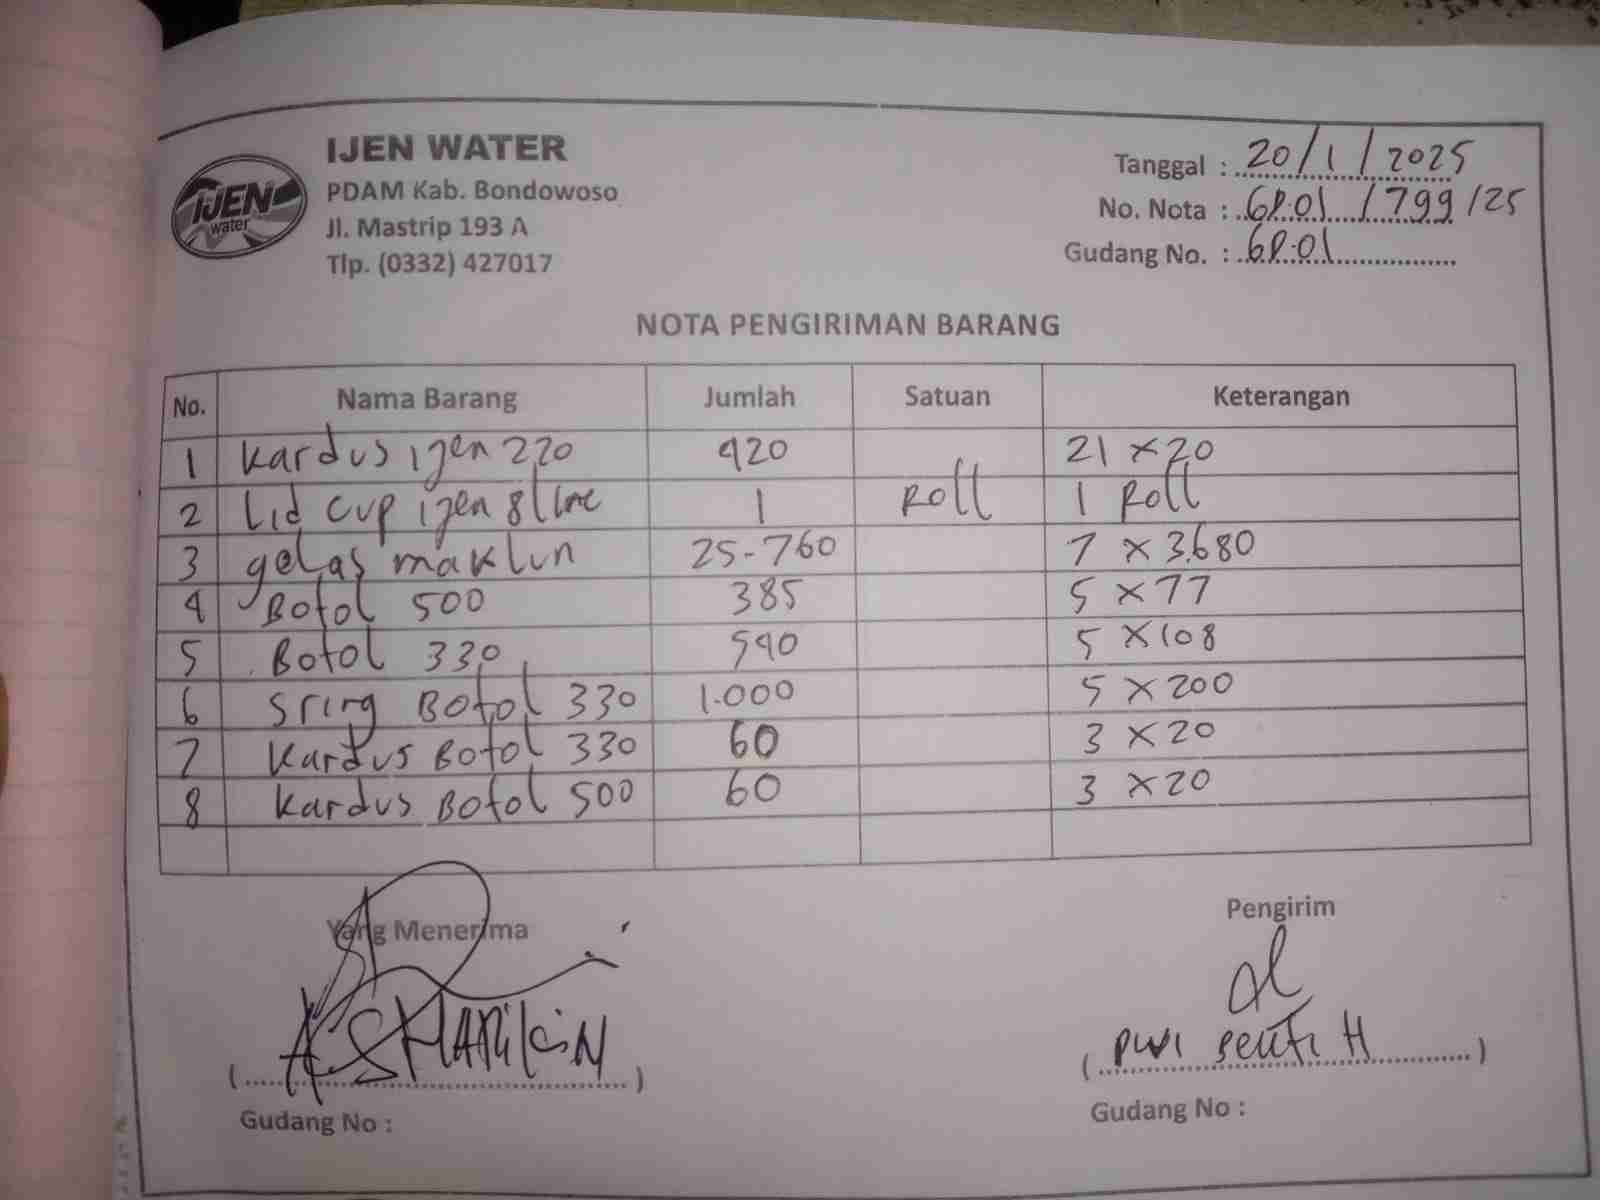 IJEN WATER
PDAM Kab. Bondowoso
Jl. Mastrip 193 A
Tlp. (0332) 427017
IJEN
water
Tanggal : 20/1/2025
No. Nota : GP.01 /799/25
Gudang No. : GP.01
NOTA PENGIRIMAN BARANG
No. Nama Barang Jumlah Satuan Keterangan
1 Kardus ijen 220 420 21 x 20
2 Lid cup ijen 8 line 1 Roll 1 Roll
3 gelas maklun 25-760 7 x 3.680
4 Botol 500 385 5 x 77
5 Botol 330 540 5 x 108
6 Sring Botol 330 1.000 5 x 200
7 Kardus Botol 330 60 3 x 20
8 Kardus Botol 500 60 3 x 20
Yang Menerima
Pengirim
( )
( H )
Gudang No :
Gudang No :